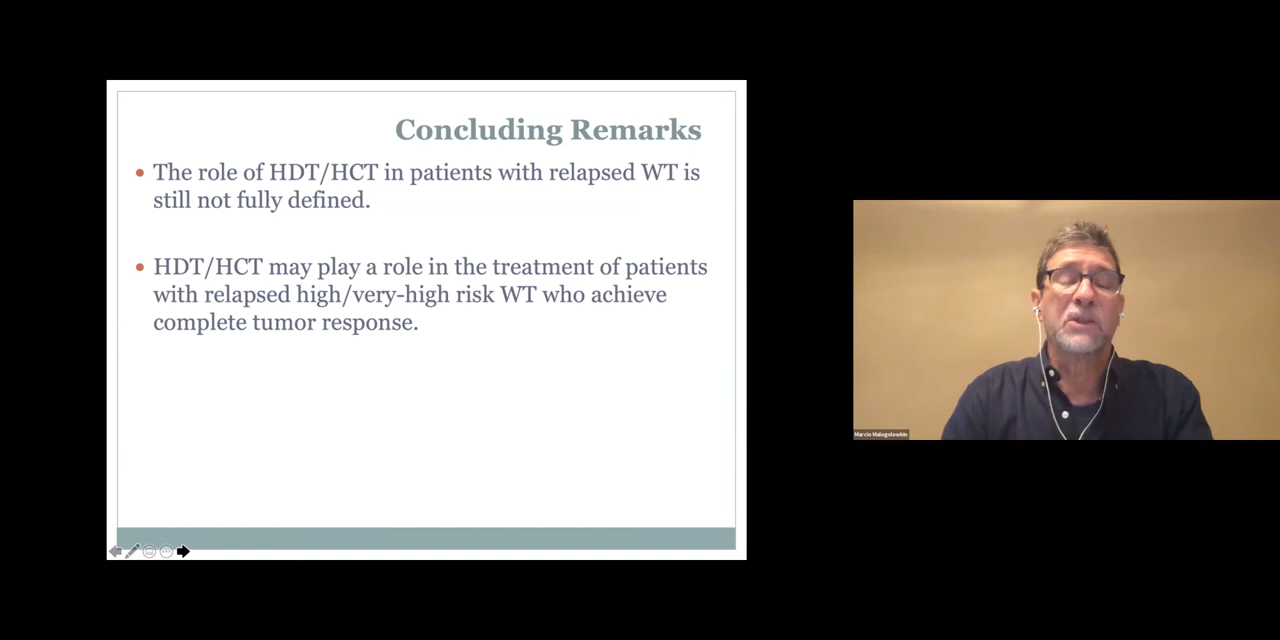 Concluding Remarks
The role of HDT/HCT in patients with relapsed WT is
still not fully defined.
HDT/HCT may play a role in the treatment of patients
with relapsed high/very-high risk WT who achieve
complete tumor response.
Marcio Malogolowkin